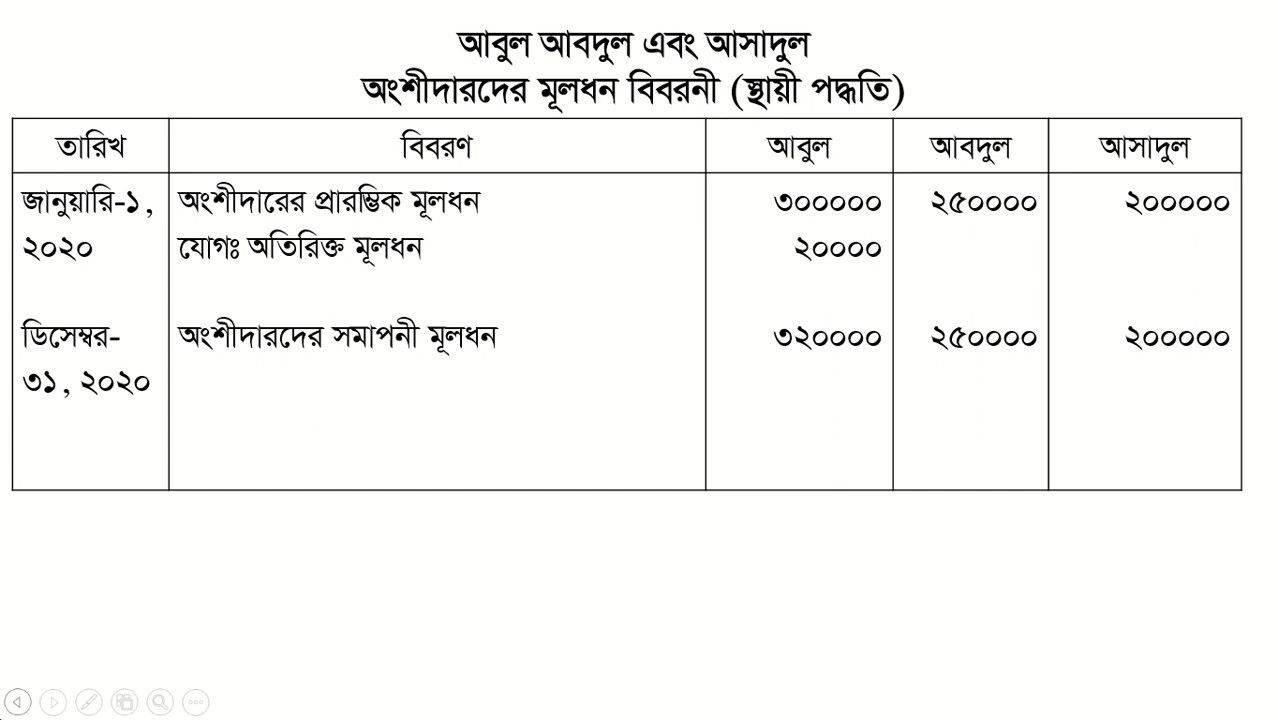 আবুল আবদুল এবং আসাদুল
অংশীদারদের মূলধন বিবরনী (স্থায়ী পদ্ধতি)
তারিখ বিবরণ আবুল আবদুল আসাদুল
জানুয়ারি-১, অংশীদারের প্রারম্ভিক মূলধন ৩০০০০০ ২৫০০০০ ২০০০০০
২০২০ যোগঃ অতিরিক্ত মূলধন ২০০০০
ডিসেম্বর- অংশীদারদের সমাপনী মূলধন ৩২০০০০ ২৫০০০০ ২০০০০০
৩১, ২০২০